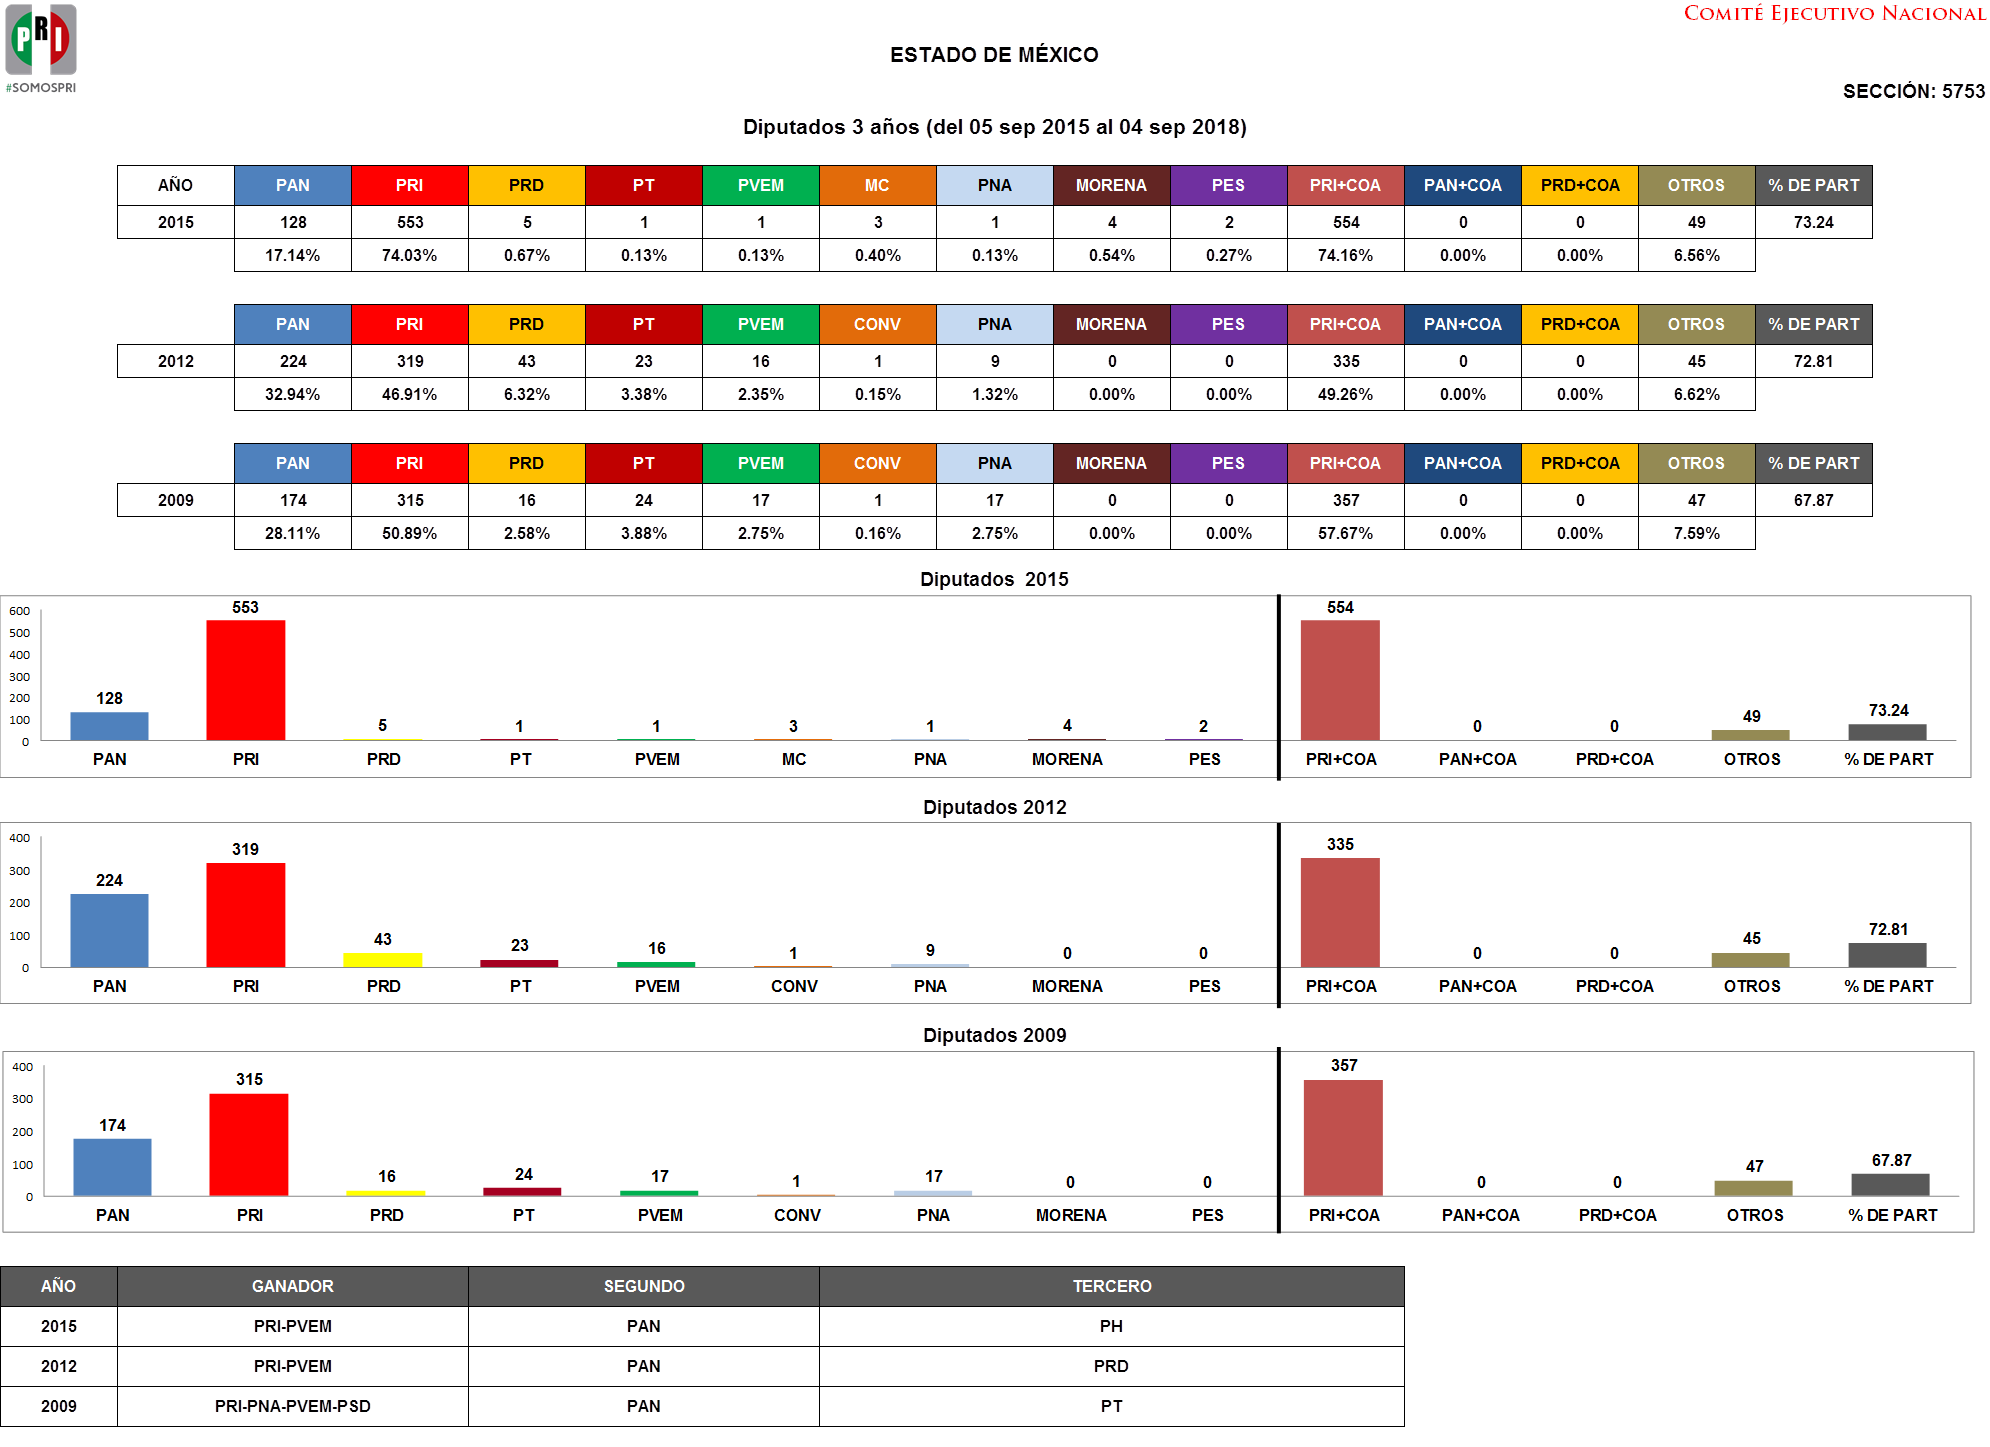 PRI
#SOMOSPRI
COMITÉ EJECUTIVO NACIONAL
ESTADO DE MÉXICO
SECCIÓN: 5753
Diputados 3 años (del 05 sep 2015 al 04 sep 2018)
AÑO PAN PRI PRD PT PVEM MC PNA MORENA PES PRI+COA PAN+COA PRD+COA OTROS % DE PART
2015 128 553 5 1 1 3 1 4 2 554 0 0 49 73.24
17.14% 74.03% 0.67% 0.13% 0.13% 0.40% 0.13% 0.54% 0.27% 74.16% 0.00% 0.00% 6.56%
PAN PRI PRD PT PVEM CONV PNA MORENA PES PRI+COA PAN+COA PRD+COA OTROS % DE PART
2012 224 319 43 23 16 1 9 0 0 335 0 0 45 72.81
32.94% 46.91% 6.32% 3.38% 2.35% 0.15% 1.32% 0.00% 0.00% 49.26% 0.00% 0.00% 6.62%
PAN PRI PRD PT PVEM CONV PNA MORENA PES PRI+COA PAN+COA PRD+COA OTROS % DE PART
2009 174 315 16 24 17 1 17 0 0 357 0 0 47 67.87
28.11% 50.89% 2.58% 3.88% 2.75% 0.16% 2.75% 0.00% 0.00% 57.67% 0.00% 0.00% 7.59%
Diputados 2015
600
500
400
300
200
100
0
128 553 5 1 1 3 1 4 2 554 0 0 49 73.24
PAN PRI PRD PT PVEM MC PNA MORENA PES PRI+COA PAN+COA PRD+COA OTROS % DE PART
Diputados 2012
400
300
200
100
0
224 319 43 23 16 1 9 0 0 335 0 0 45 72.81
PAN PRI PRD PT PVEM CONV PNA MORENA PES PRI+COA PAN+COA PRD+COA OTROS % DE PART
Diputados 2009
400
300
200
100
0
174 315 16 24 17 1 17 0 0 357 0 0 47 67.87
PAN PRI PRD PT PVEM CONV PNA MORENA PES PRI+COA PAN+COA PRD+COA OTROS % DE PART
AÑO GANADOR SEGUNDO TERCERO
2015 PRI-PVEM PAN PH
2012 PRI-PVEM PAN PRD
2009 PRI-PNA-PVEM-PSD PAN PT